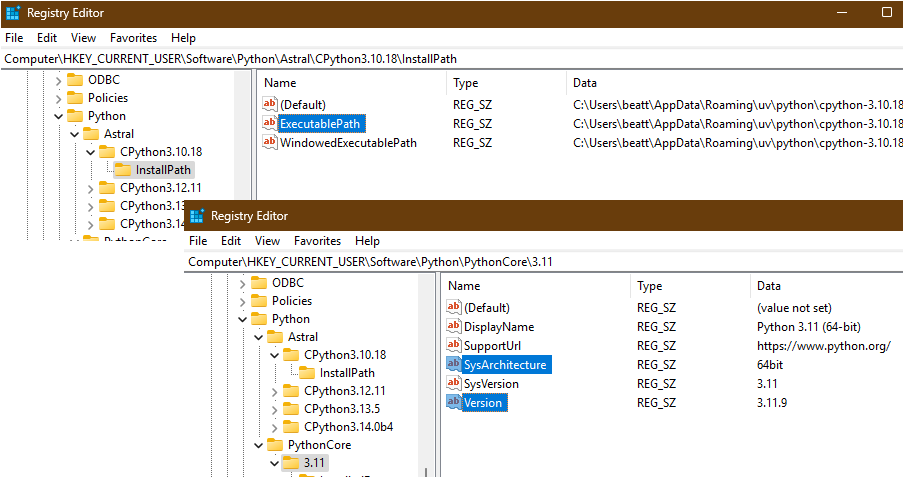 Registry Editor
File Edit View Favorites Help
Computer\HKEY_CURRENT_USER\Software\Python\Astral\CPython3.10.18\InstallPath
ODBC
Policies
Python
Astral
CPython3.10.18
InstallPath
CPython3.12.11
CPython3.13
CPython3.14
Name Type Data
(Default) REG_SZ C:\Users\beatt\AppData\Roaming\uv\python\cpython-3.10.18
ExecutablePath REG_SZ C:\Users\beatt\AppData\Roaming\uv\python\cpython-3.10.18
WindowedExecutablePath REG_SZ C:\Users\beatt\AppData\Roaming\uv\python\cpython-3.10.18
Registry Editor
File Edit View Favorites Help
Computer\HKEY_CURRENT_USER\Software\Python\PythonCore\3.11
ODBC
Policies
Python
Astral
CPython3.10.18
InstallPath
CPython3.12.11
CPython3.13.5
CPython3.14.0b4
PythonCore
3.11
Name Type Data
(Default) REG_SZ (value not set)
DisplayName REG_SZ Python 3.11 (64-bit)
SupportUrl REG_SZ https://www.python.org/
SysArchitecture REG_SZ 64bit
SysVersion REG_SZ 3.11
Version REG_SZ 3.11.9